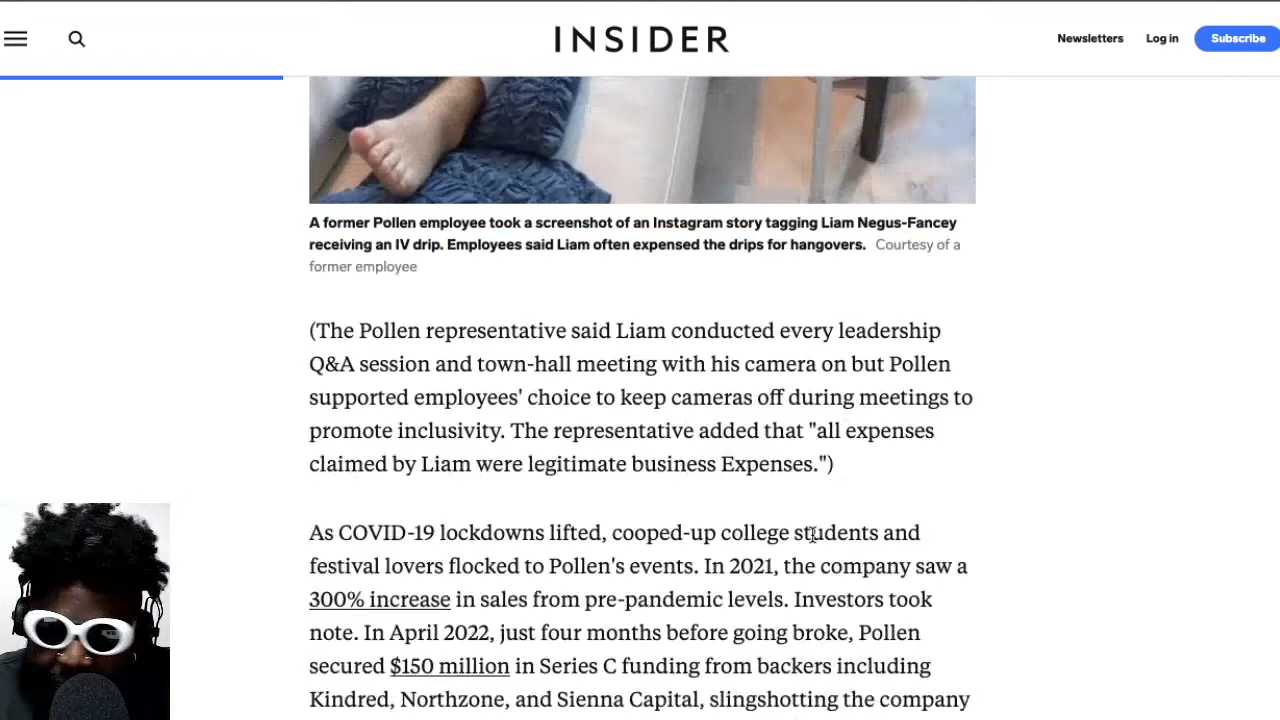 INSIDER
Newsletters
Log in
Subscribe
A former Pollen employee took a screenshot of an Instagram story tagging Liam Negus-Fancey
receiving an IV drip. Employees said Liam often expensed the drips for hangovers. Courtesy of a
former employee
(The Pollen representative said Liam conducted every leadership
Q&A session and town-hall meeting with his camera on but Pollen
supported employees' choice to keep cameras off during meetings to
promote inclusivity. The representative added that "all expenses
claimed by Liam were legitimate business Expenses.")
As COVID-19 lockdowns lifted, cooped-up college students and
festival lovers flocked to Pollen's events. In 2021, the company saw a
300% increase in sales from pre-pandemic levels. Investors took
note. In April 2022, just four months before going broke, Pollen
secured $150 million in Series C funding from backers including
Kindred, Northzone, and Sienna Capital, slingshotting the company